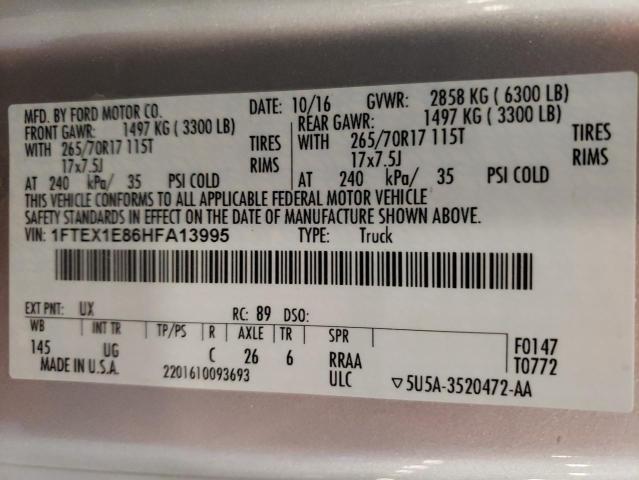 MFD. BY FORD MOTOR CO. DATE: 10/16 GVWR: 2858 KG ( 6300 LB)
FRONT GAWR: 1497 KG ( 3300 LB) REAR GAWR: 1497 KG ( 3300 LB)
WITH 265/70R17 115T TIRES WITH 265/70R17 115T TIRES
17x7.5J RIMS 17x7.5J RIMS
AT 240 kPa/ 35 PSI COLD AT 240 kPa/ 35 PSI COLD
THIS VEHICLE CONFORMS TO ALL APPLICABLE FEDERAL MOTOR VEHICLE
SAFETY STANDARDS IN EFFECT ON THE DATE OF MANUFACTURE SHOWN ABOVE.
VIN: 1FTEX1E86HFA13995 TYPE: Truck
EXT PNT: UX RC: 89 DSO:
WB INT TR TP/PS R AXLE TR SPR F0147
145 UG C 26 6 RRAA T0772
MADE IN U.S.A. 2201610093693 ULC ▽5U5A-3520472-AA